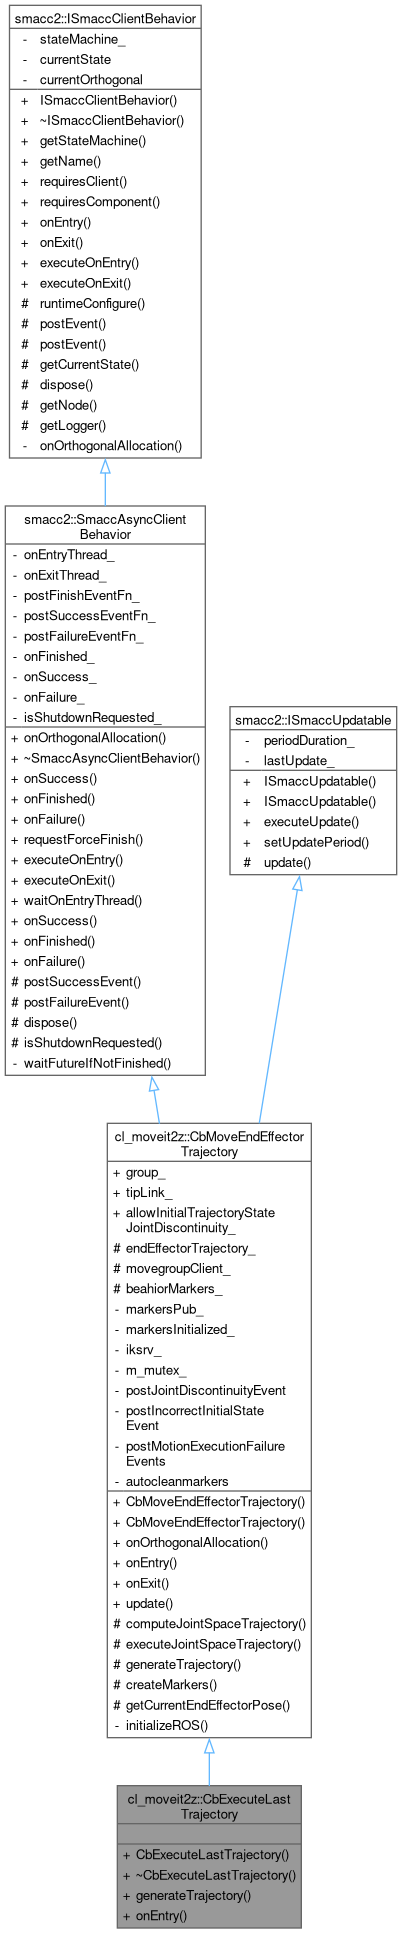 smacc2::ISmaccClientBehavior
- stateMachine_
- currentState
- currentOrthogonal
+ ISmaccClientBehavior()
+ ~ISmaccClientBehavior()
+ getStateMachine()
+ getName()
+ requiresClient()
+ requiresComponent()
+ onEntry()
+ onExit()
+ executeOnEntry()
+ executeOnExit()
# runtimeConfigure()
# postEvent()
# postEvent()
# getCurrentState()
# dispose()
# getNode()
# getLogger()
- onOrthogonalAllocation()
smacc2::SmaccAsyncClient
Behavior
- onEntryThread_
- onExitThread_
- postFinishEventFn_
- postSuccessEventFn_
- postFailureEventFn_
- onFinished_
- onSuccess_
- onFailure_
- isShutdownRequested_
+ onOrthogonalAllocation()
+ ~SmaccAsyncClientBehavior()
+ onSuccess()
+ onFinished()
+ onFailure()
+ requestForceFinish()
+ executeOnEntry()
+ executeOnExit()
+ waitOnEntryThread()
+ onSuccess()
+ onFinished()
+ onFailure()
# postSuccessEvent()
# postFailureEvent()
# dispose()
# isShutdownRequested()
- waitFutureIfNotFinished()
smacc2::ISmaccUpdatable
- periodDuration_
- lastUpdate_
+ ISmaccUpdatable()
+ ISmaccUpdatable()
+ executeUpdate()
+ setUpdatePeriod()
# update()
cl_moveit2z::CbMoveEndEffector
Trajectory
+ group_
+ tipLink_
+ allowInitialTrajectoryState
JointDiscontinuity_
# endEffectorTrajectory_
# movegroupClient_
# beahiorMarkers_
- markersPub_
- markersInitialized_
- iksrv_
- m_mutex_
- postJointDiscontinuityEvent
- postIncorrectInitialState
Event
- postMotionExecutionFailure
Events
- autocleanmarkers
+ CbMoveEndEffectorTrajectory()
+ CbMoveEndEffectorTrajectory()
+ onOrthogonalAllocation()
+ onEntry()
+ onExit()
+ update()
# computeJointSpaceTrajectory()
# executeJointSpaceTrajectory()
# generateTrajectory()
# createMarkers()
# getCurrentEndEffectorPose()
- initializeROS()
cl_moveit2z::CbExecuteLast
Trajectory
+ CbExecuteLastTrajectory()
+ ~CbExecuteLastTrajectory()
+ generateTrajectory()
+ onEntry()